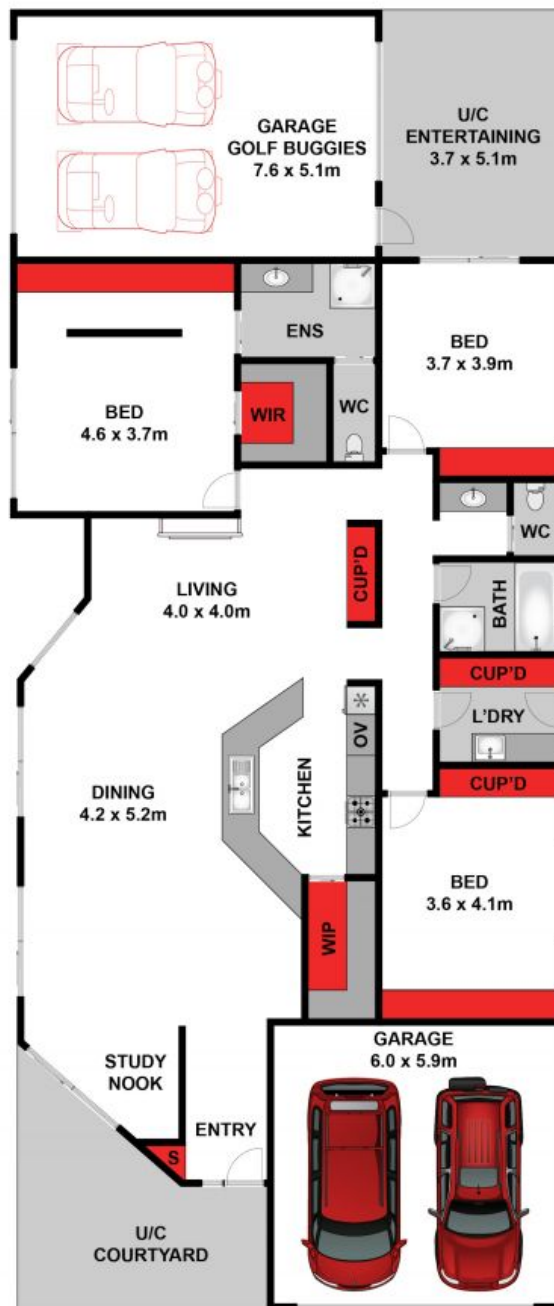 GARAGE
GOLF BUGGIES
7.6 x 5.1m
U/C
ENTERTAINING
3.7 x 5.1m
ENS
BED
3.7 x 3.9m
BED
4.6 x 3.7m
WIR
WC
WC
LIVING
4.0 x 4.0m
CUP'D
BATH
CUP'D
L'DRY
OV
KITCHEN
DINING
4.2 x 5.2m
CUP'D
BED
3.6 x 4.1m
WIP
GARAGE
6.0 x 5.9m
STUDY
NOOK
ENTRY
S
U/C
COURTYARD